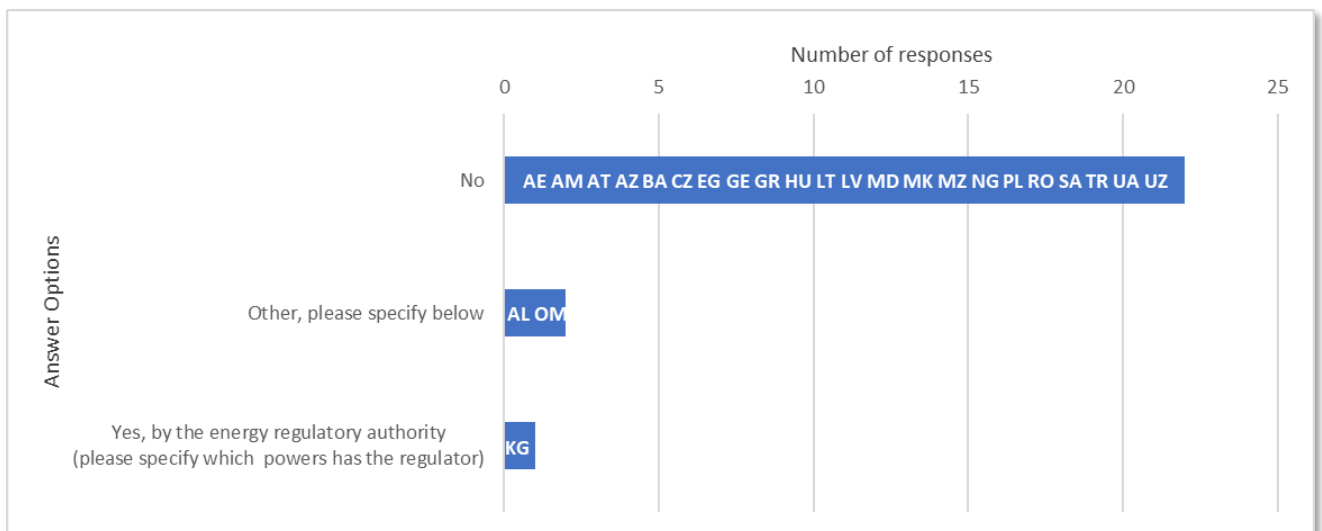 Number of responses
0 5 10 15 20 25
Answer Options
No
AE AM AT AZ BA CZ EG GE GR HU LT LV MD MK MZ NG PL RO SA TR UA UZ
Other, please specify below
AL OM
Yes, by the energy regulatory authority
(please specify which powers has the regulator)
KG